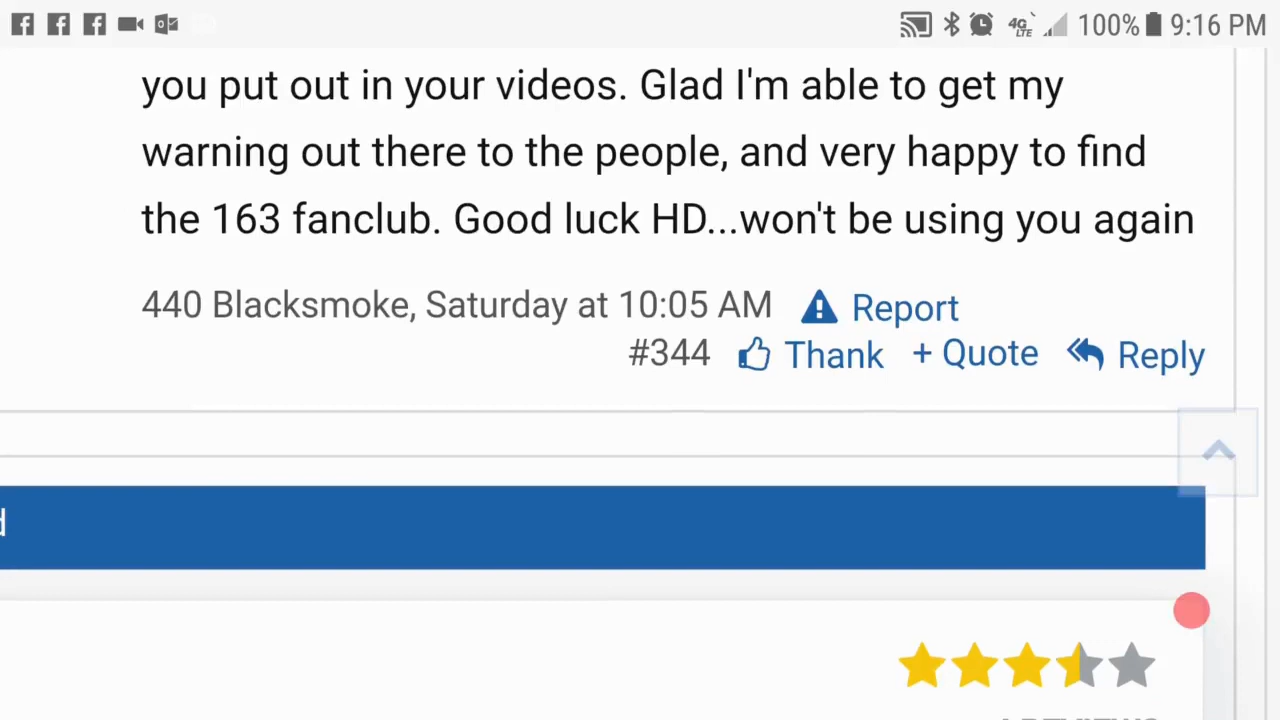 100% 9:16 PM
you put out in your videos. Glad I'm able to get my
warning out there to the people, and very happy to find
the 163 fanclub. Good luck HD...won't be using you again
440 Blacksmoke, Saturday at 10:05 AM Report
#344 Thank + Quote Reply
d